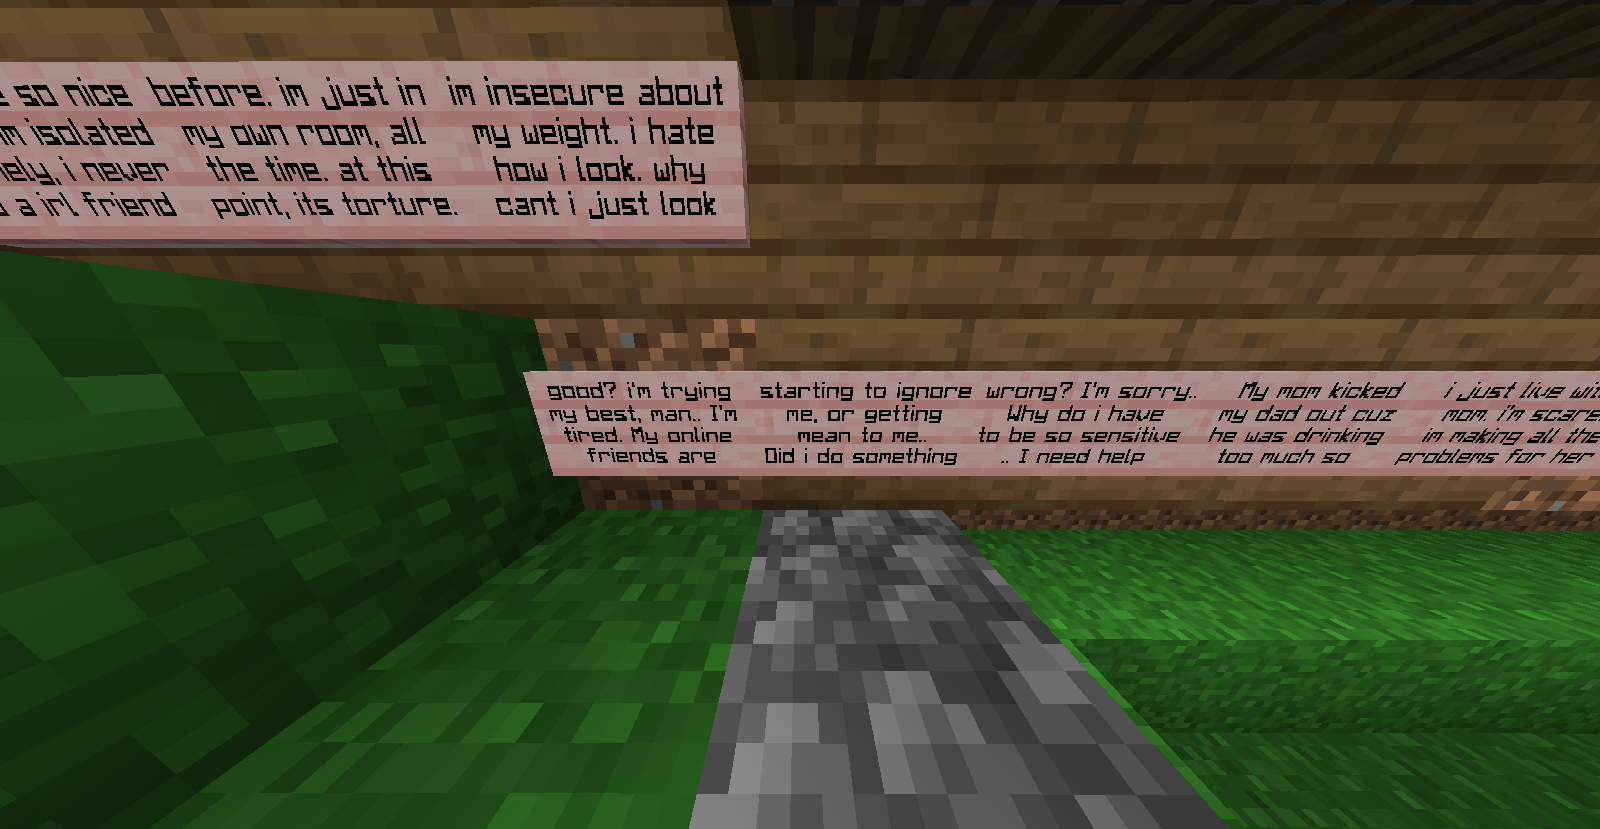 so nice
isolated
i never
a irl friend
before. im just in
my own room, all
the time. at this
point, its torture.
im insecure about
my weight. i hate
how i look. why
cant i just look
good? i'm trying
my best, man.. I'm
tired. My online
friends are
starting to ignore
me, or getting
mean to me..
Did i do something
wrong? I'm sorry..
Why do i have
to be so sensitive
.. I need help
My mom kicked
my dad out cuz
he was drinking
too much so
i just live
mom. i'm
im making all
problems for her